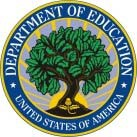 DEPARTMENT OF EDUCATION
UNITED STATES OF AMERICA